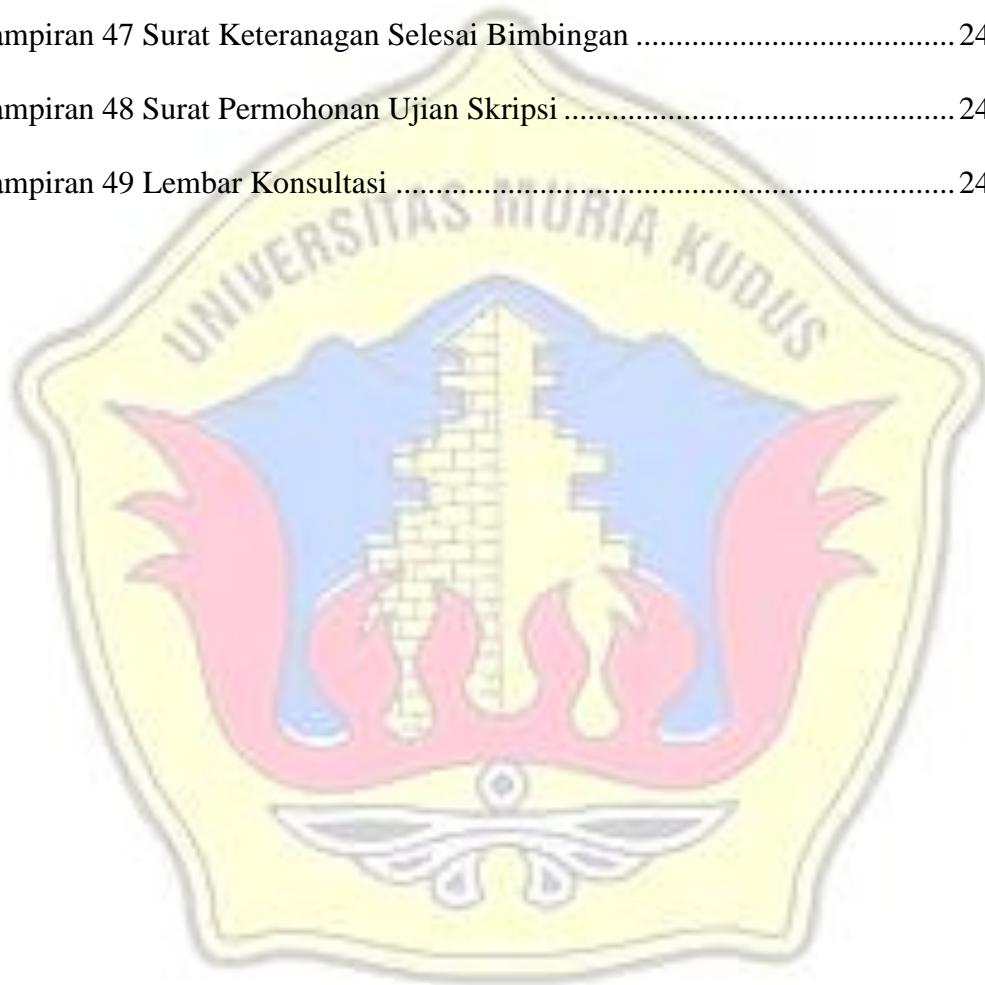 ampiran 47 Surat Keteranagan Selesai Bimbingan ........................................ 24
ampiran 48 Surat Permohonan Ujian Skripsi ................................................. 24
ampiran 49 Lembar Konsultasi ...................................................................... 24
UNIVERSITAS MURIA KUDUS